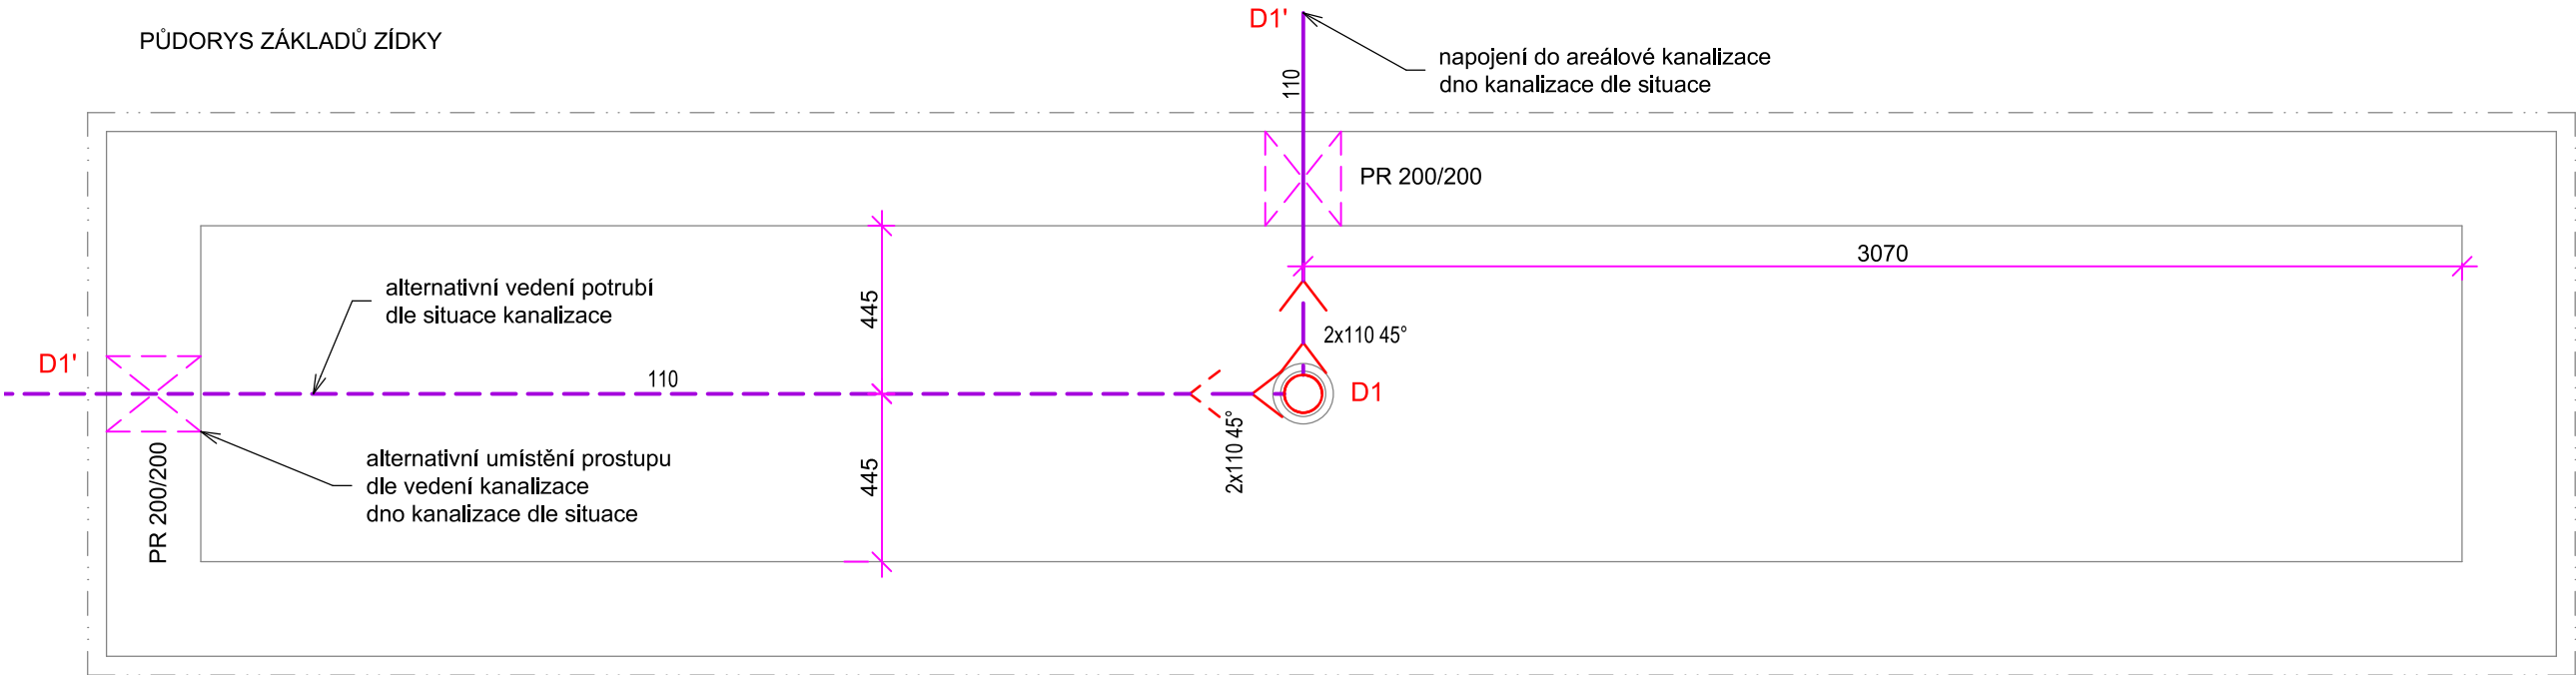 PŮDORYS ZÁKLADŮ ZÍDKY
D1'
napojení do areálové kanalizace
dno kanalizace dle situace
110
PR 200/200
3070
alternativní vedení potrubí
dle situace kanalizace
445
2x110 45°
D1'
110
D1
alternativní umístění prostupu
dle vedení kanalizace
dno kanalizace dle situace
PR 200/200
445
2x110 45°